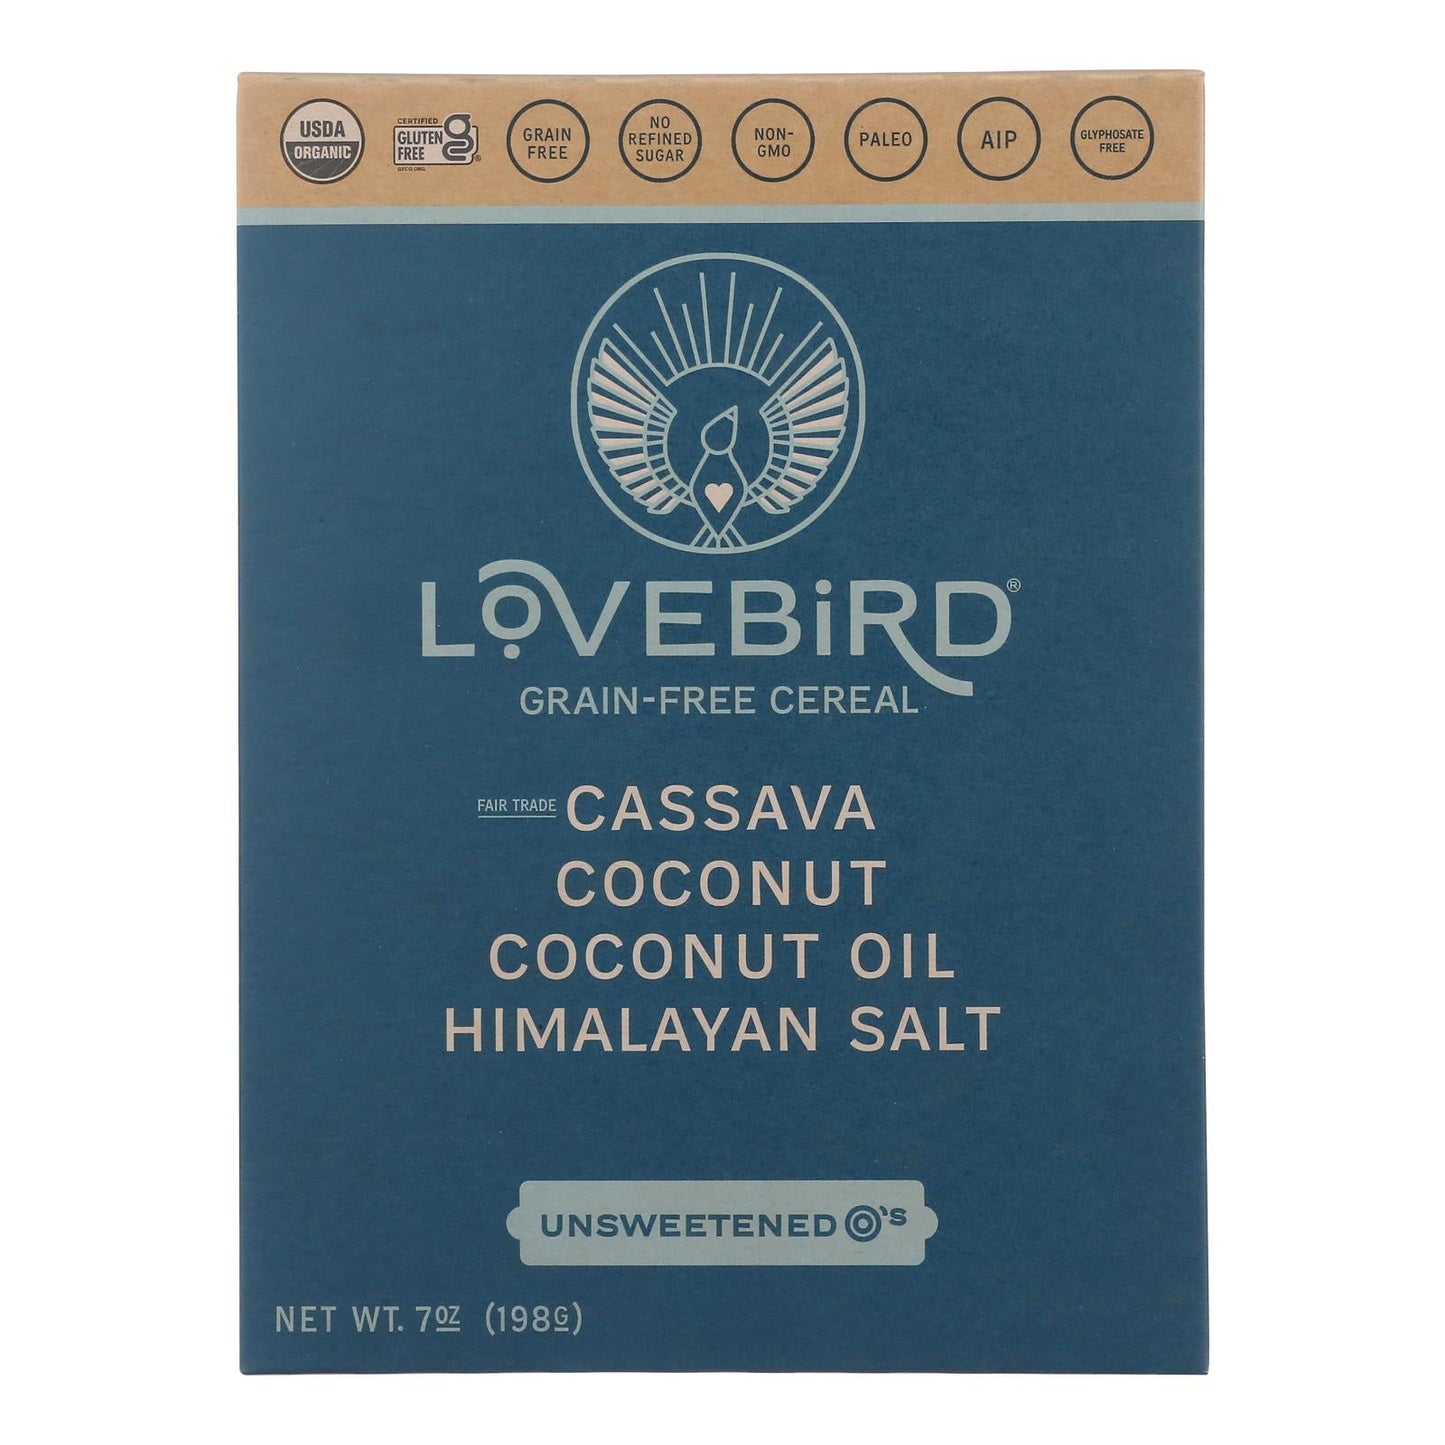 USDA
ORGANIC
CERTIFIED
GLUTEN
FREE
GFCO.ORG
GRAIN
FREE
NO
REFINED
SUGAR
NON-
GMO
PALEO
AIP
GLYPHOSATE
FREE
LOVEBiRD®
GRAIN-FREE CEREAL
FAIR TRADE CASSAVA
COCONUT
COCONUT OIL
HIMALAYAN SALT
UNSWEETENED O's
NET WT. 7OZ (198G)